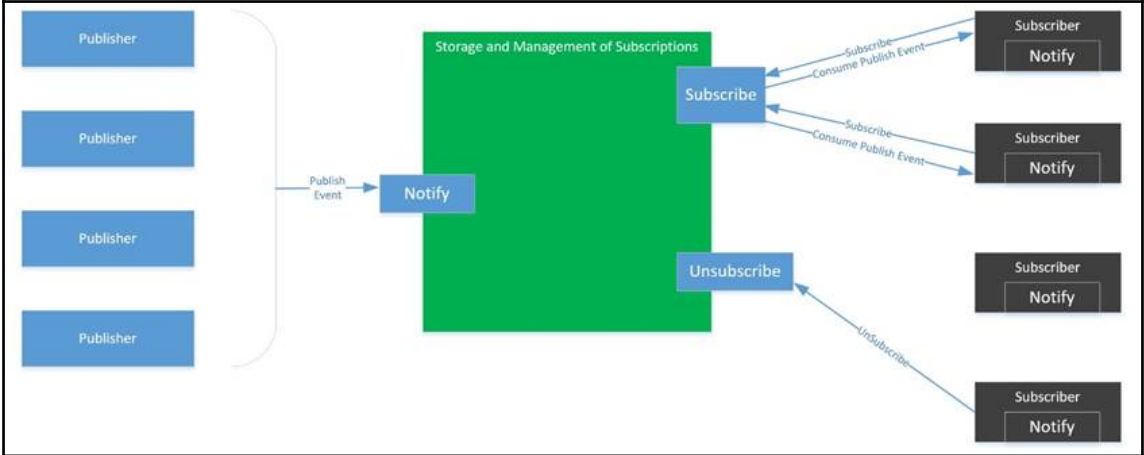 Publisher
Publisher
Publisher
Publisher
Publish
Event
Notify
Storage and Management of Subscriptions
Subscribe
Unsubscribe
Subscribe
Consume Publish Event
Subscribe
Consume Publish Event
UnSubscribe
Subscriber
Notify
Subscriber
Notify
Subscriber
Notify
Subscriber
Notify